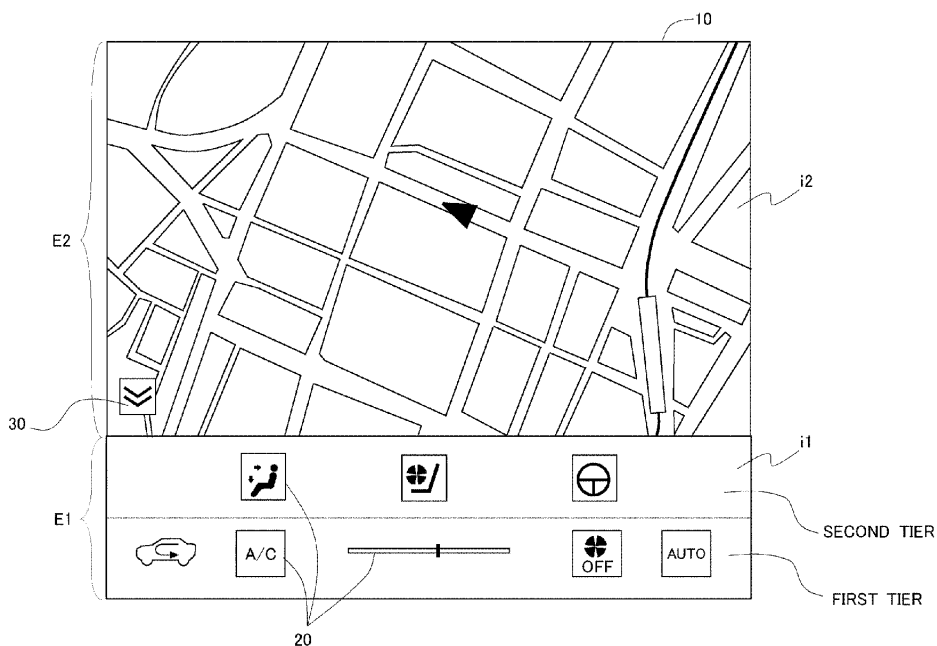 10
i2
E2
30
i1
E1
SECOND TIER
A/C
OFF
AUTO
FIRST TIER
20